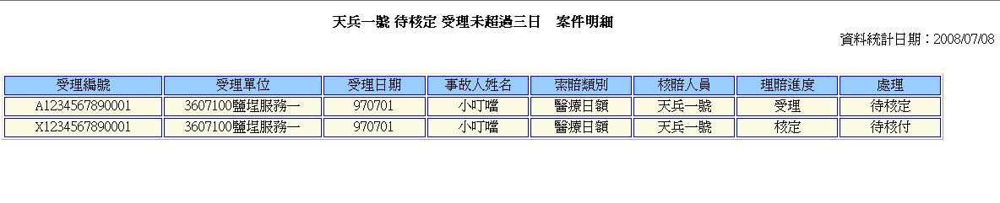 天兵一號 待核定 受理未超過三日　案件明細
資料統計日期：2008/07/08
受理編號 受理單位 受理日期 事故人姓名 索賠類別 核賠人員 理賠進度 處理
A1234567890001 3607100鹽埕服務一 970701 小叮噹 醫療日額 天兵一號 受理 待核定
X1234567890001 3607100鹽埕服務一 970701 小叮噹 醫療日額 天兵一號 核定 待核付